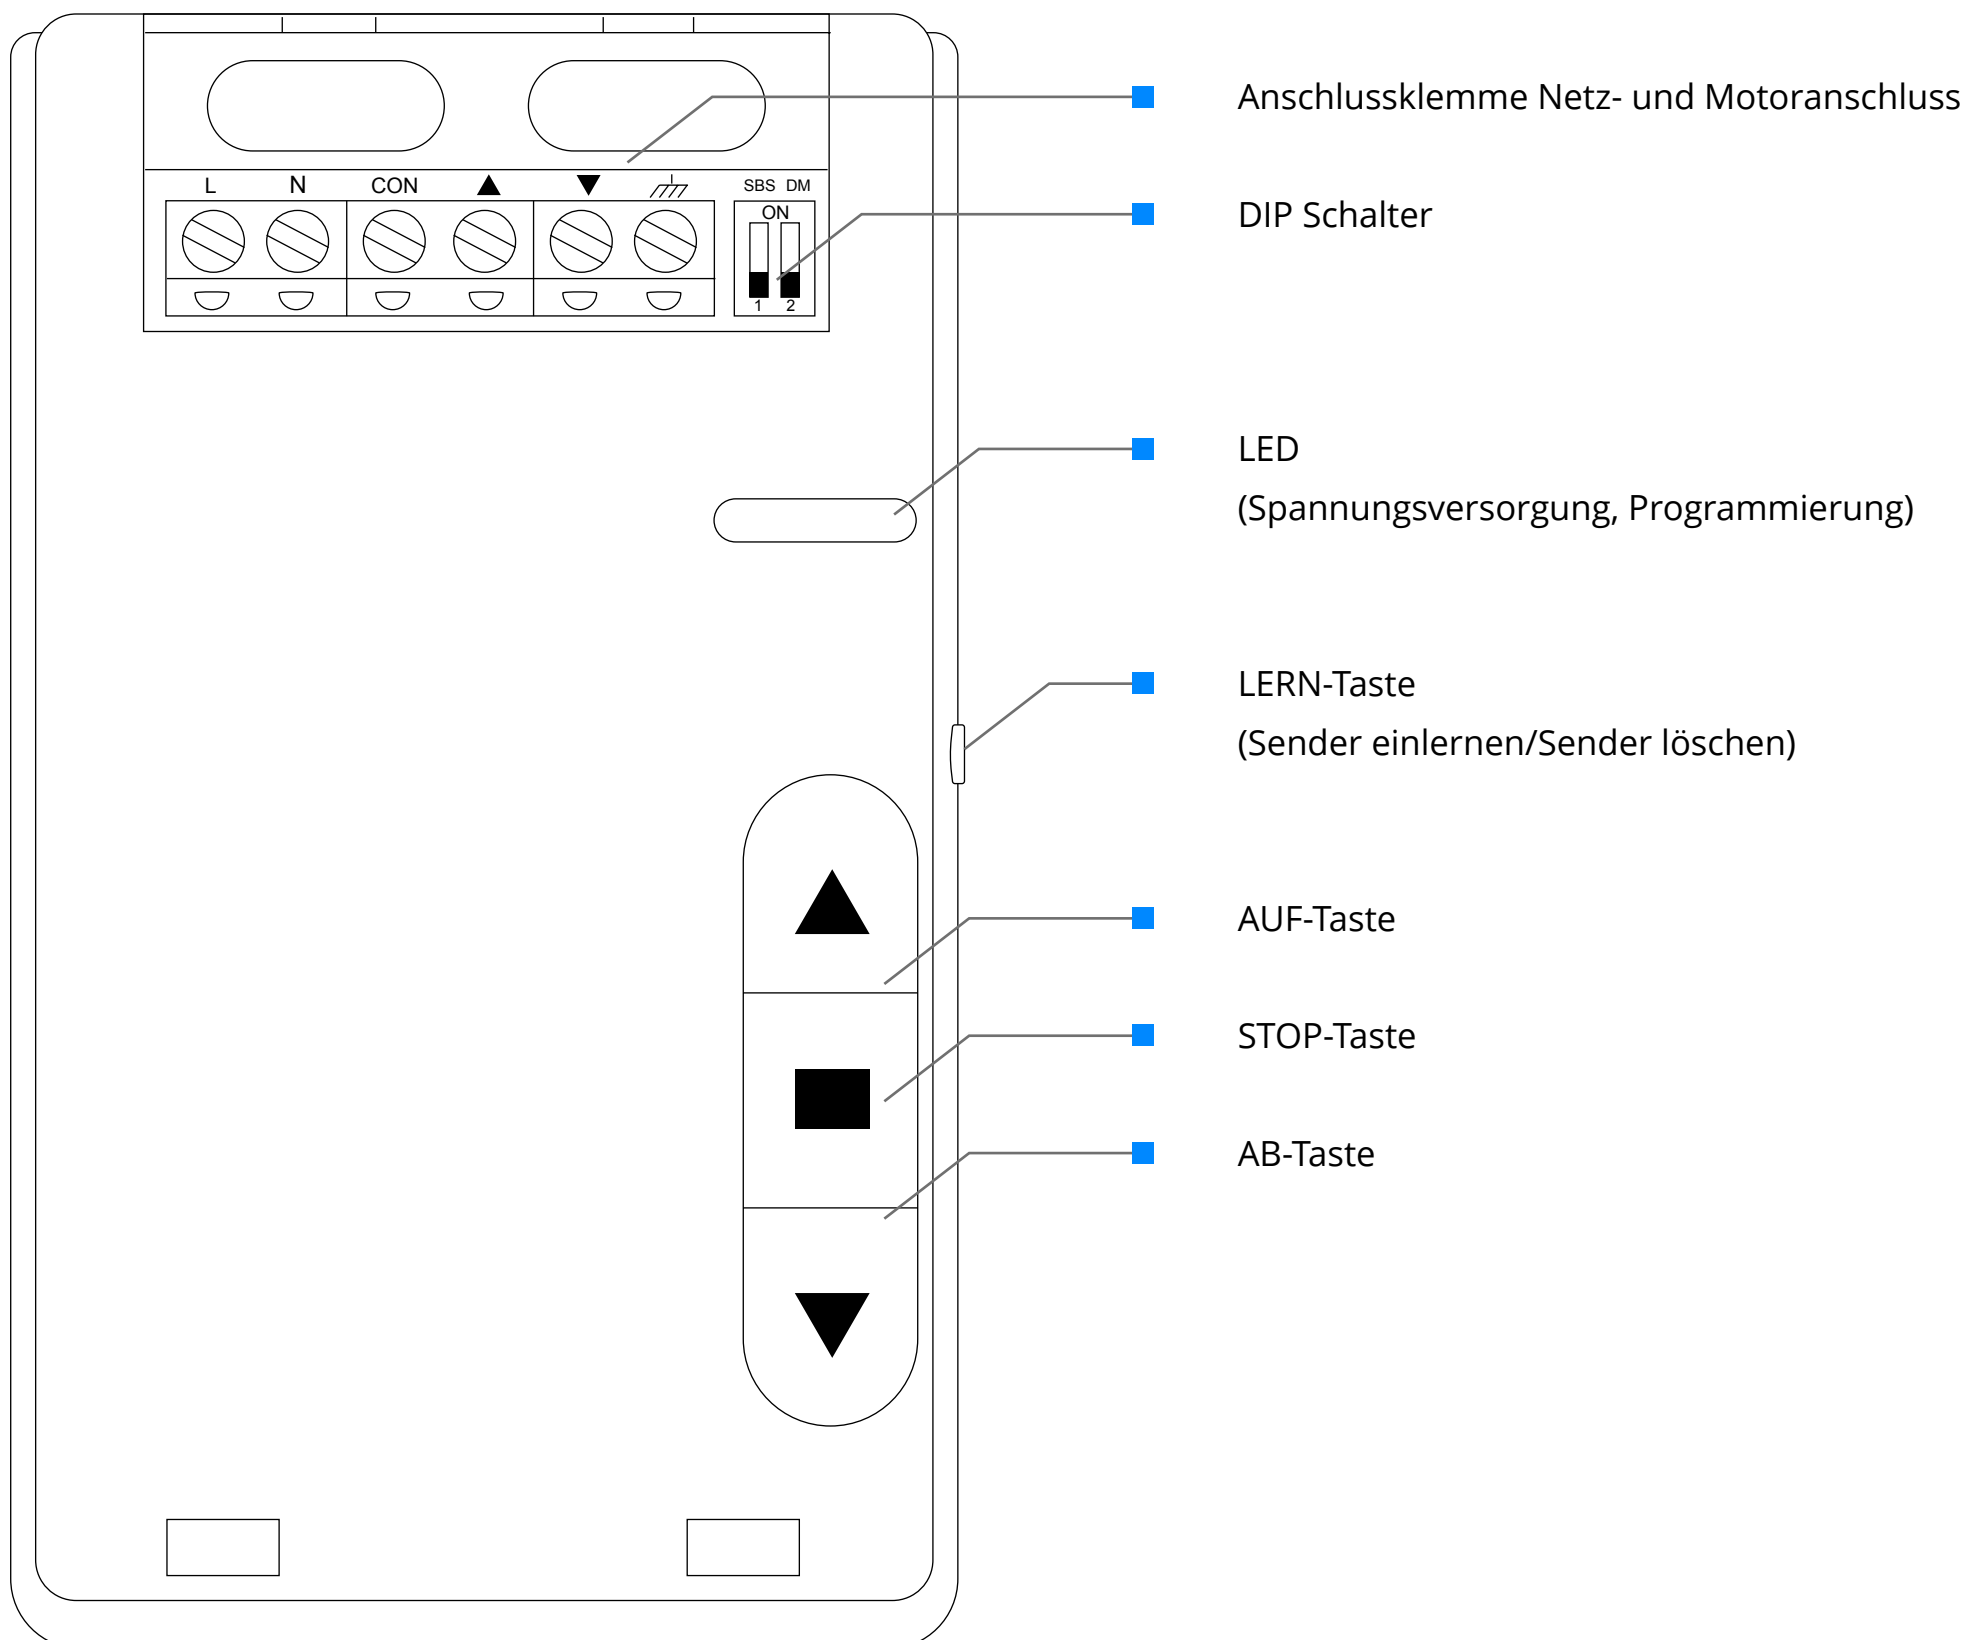 Anschlussklemme Netz- und Motoranschluss
L N CON ▲ ▼ SBS DM
ON
1 2
DIP Schalter
LED
(Spannungsversorgung, Programmierung)
LERN-Taste
(Sender einlernen/Sender löschen)
AUF-Taste
STOP-Taste
AB-Taste